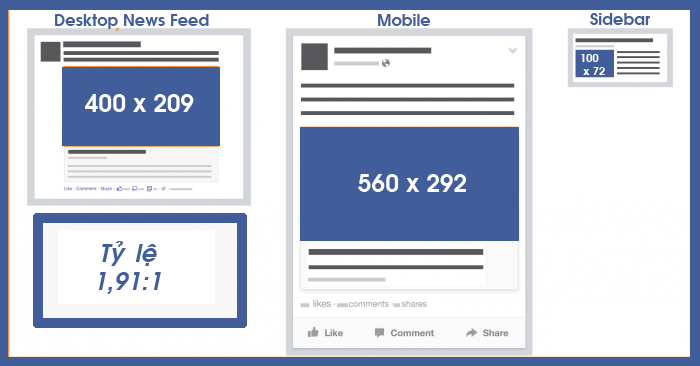 Desktop News Feed
400 x 209
Like · Comment · Share ·
Tỷ lệ
1,91:1
Mobile
560 x 292
likes · comments · shares
Like Comment Share
Sidebar
100
x 72